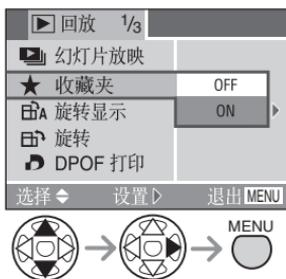 回放 1/3
幻灯片放映
收藏夹 OFF
旋转显示 ON
旋转
DPOF 打印
选择 设置 退出 MENU
MENU